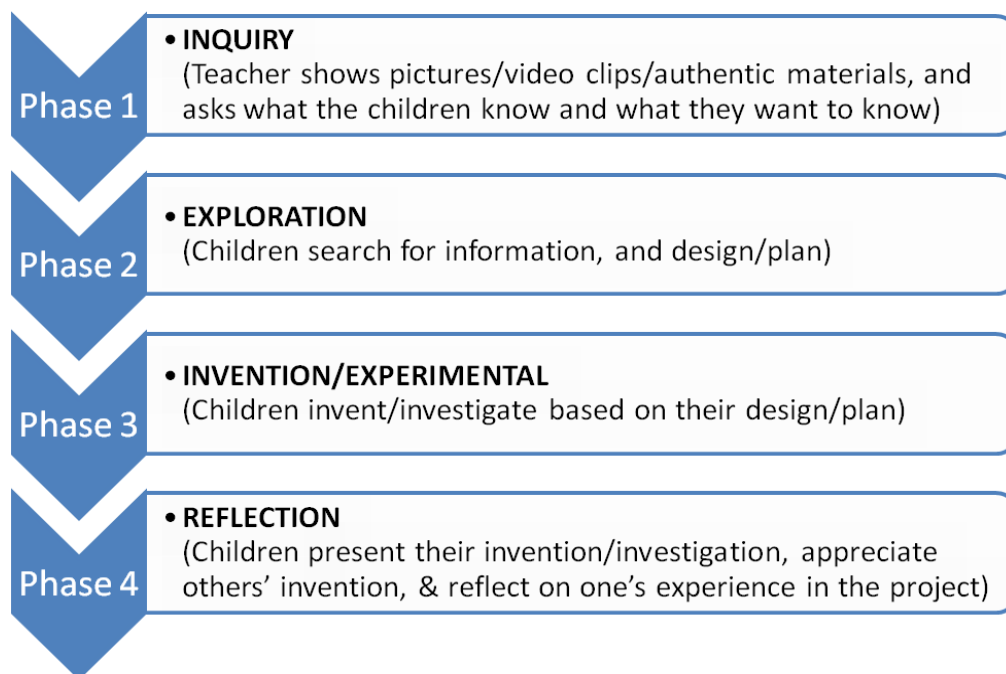 Phase 1
• INQUIRY
(Teacher shows pictures/video clips/authentic materials, and
asks what the children know and what they want to know)
Phase 2
• EXPLORATION
(Children search for information, and design/plan)
Phase 3
• INVENTION/EXPERIMENTAL
(Children invent/investigate based on their design/plan)
Phase 4
• REFLECTION
(Children present their invention/investigation, appreciate
others’ invention, & reflect on one’s experience in the project)